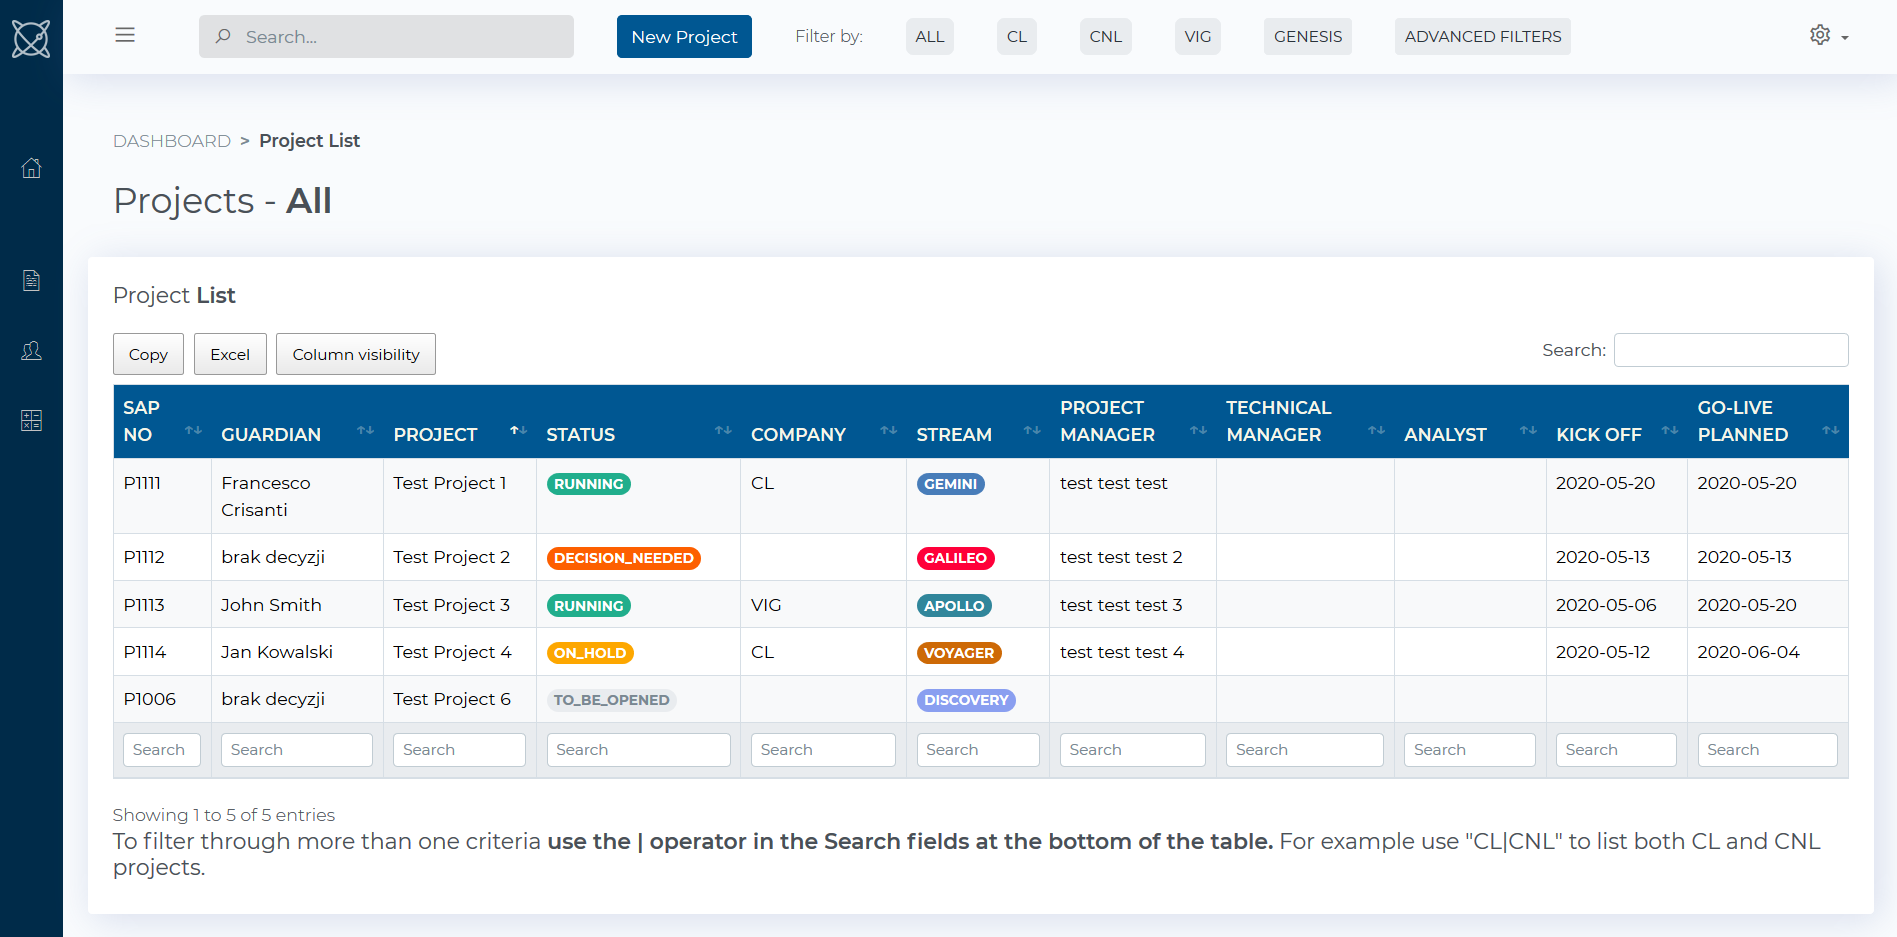 Search...
New Project
Filter by:
ALL
CL
CNL
VIG
GENESIS
ADVANCED FILTERS
DASHBOARD > Project List
Projects - All
Project List
Copy
Excel
Column visibility
Search:
SAP NO
GUARDIAN
PROJECT
STATUS
COMPANY
STREAM
PROJECT MANAGER
TECHNICAL MANAGER
ANALYST
KICK OFF
GO-LIVE PLANNED
P1111 Francesco Crisanti Test Project 1 RUNNING CL GEMINI test test test 2020-05-20 2020-05-20
P1112 brak decyzji Test Project 2 DECISION_NEEDED GALILEO test test test 2 2020-05-13 2020-05-13
P1113 John Smith Test Project 3 RUNNING VIG APOLLO test test test 3 2020-05-06 2020-05-20
P1114 Jan Kowalski Test Project 4 ON_HOLD CL VOYAGER test test test 4 2020-05-12 2020-06-04
P1006 brak decyzji Test Project 6 TO_BE_OPENED DISCOVERY
Search Search Search Search Search Search Search Search Search Search Search
Showing 1 to 5 of 5 entries
To filter through more than one criteria use the | operator in the Search fields at the bottom of the table. For example use "CL|CNL" to list both CL and CNL
projects.